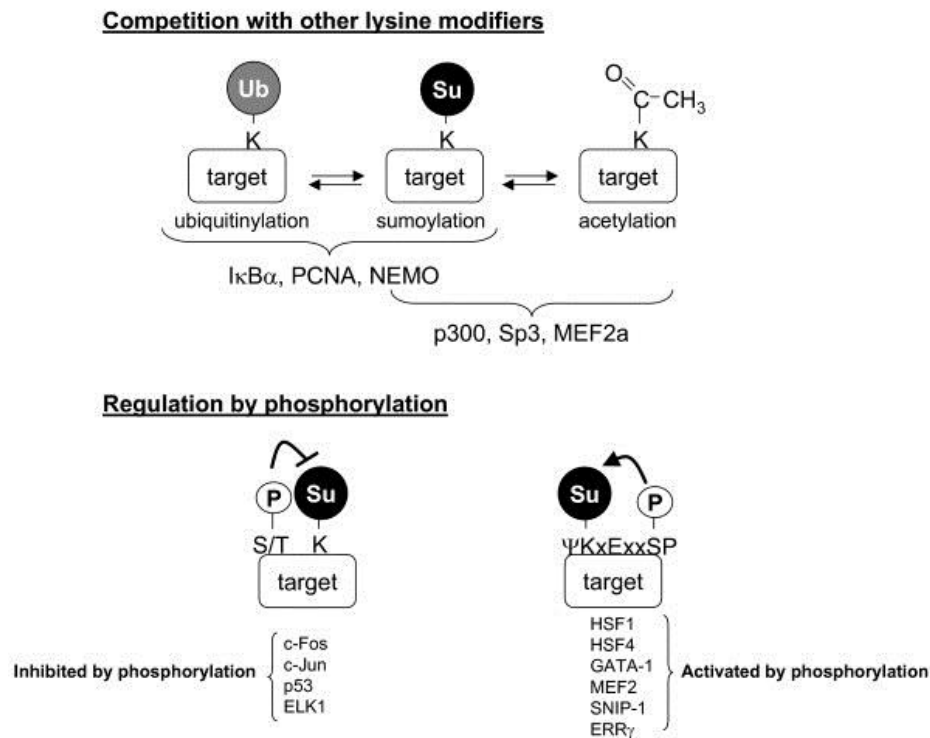 Competition with other lysine modifiers
Ub
Su
O
C–CH₃
K
K
K
target
target
target
ubiquitinylation
sumoylation
acetylation
IκBα, PCNA, NEMO
p300, Sp3, MEF2a
Regulation by phosphorylation
P
Su
S/T K
target
Inhibited by phosphorylation
c-Fos
c-Jun
p53
ELK1
Su
P
ΨKxExxSP
target
HSF1
HSF4
GATA-1
MEF2
SNIP-1
ERRγ
Activated by phosphorylation